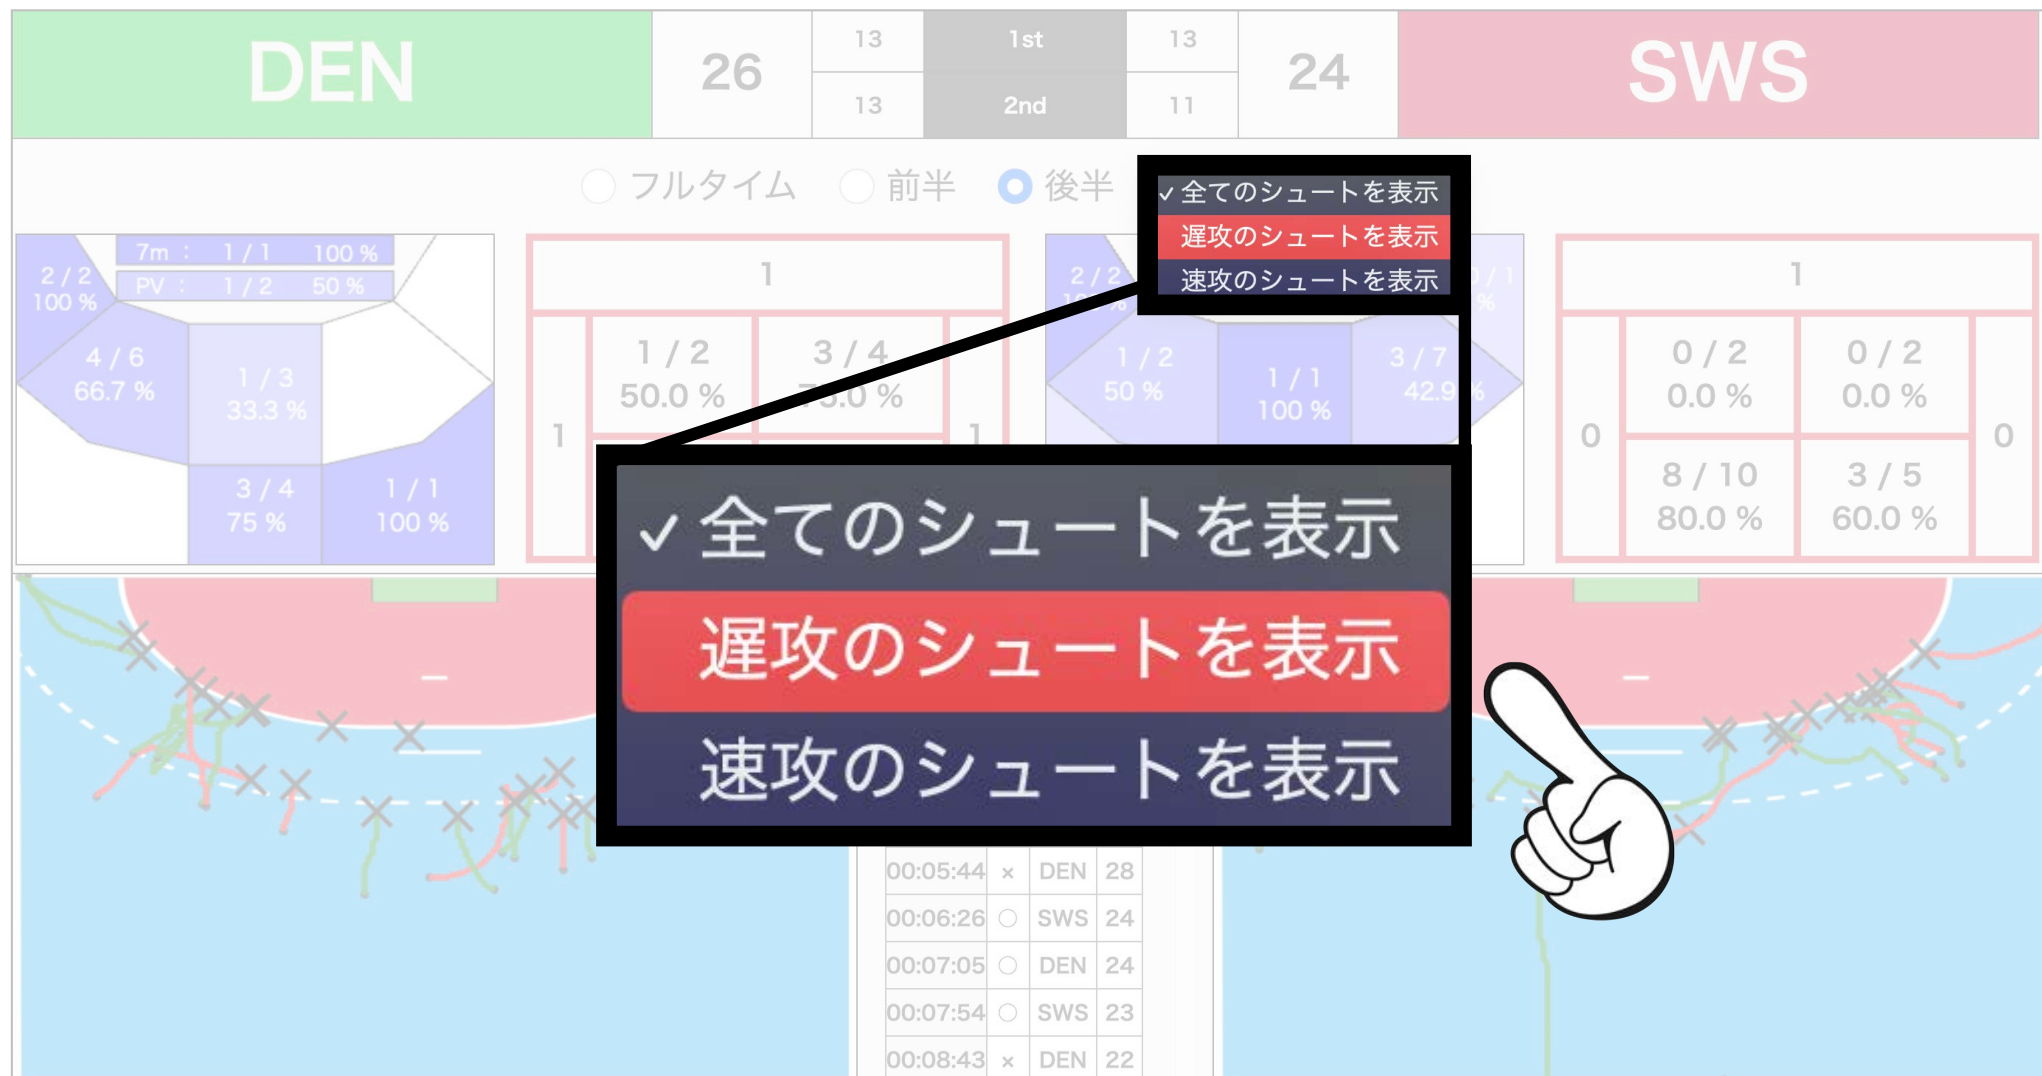 DEN 26 13 1st 13 24 SWS
13 2nd 11
フルタイム 前半 後半
✓全てのシュートを表示
遅攻のシュートを表示
速攻のシュートを表示
7m : 1 / 1 100 %
PV : 1 / 2 50 %
2 / 2
100 %
4 / 6
66.7 %
1 / 3
33.3 %
3 / 4
75 %
1 / 1
100 %
1
1 / 2
50.0 %
3 / 4
75.0 %
1
1
2 / 2
1 / 2
50 %
1 / 1
100 %
3 / 7
42.9 %
1
0 / 2
0.0 %
0 / 2
0.0 %
0
0
8 / 10
80.0 %
3 / 5
60.0 %
✓全てのシュートを表示
遅攻のシュートを表示
速攻のシュートを表示
00:05:44 × DEN 28
00:06:26 ○ SWS 24
00:07:05 ○ DEN 24
00:07:54 ○ SWS 23
00:08:43 × DEN 22